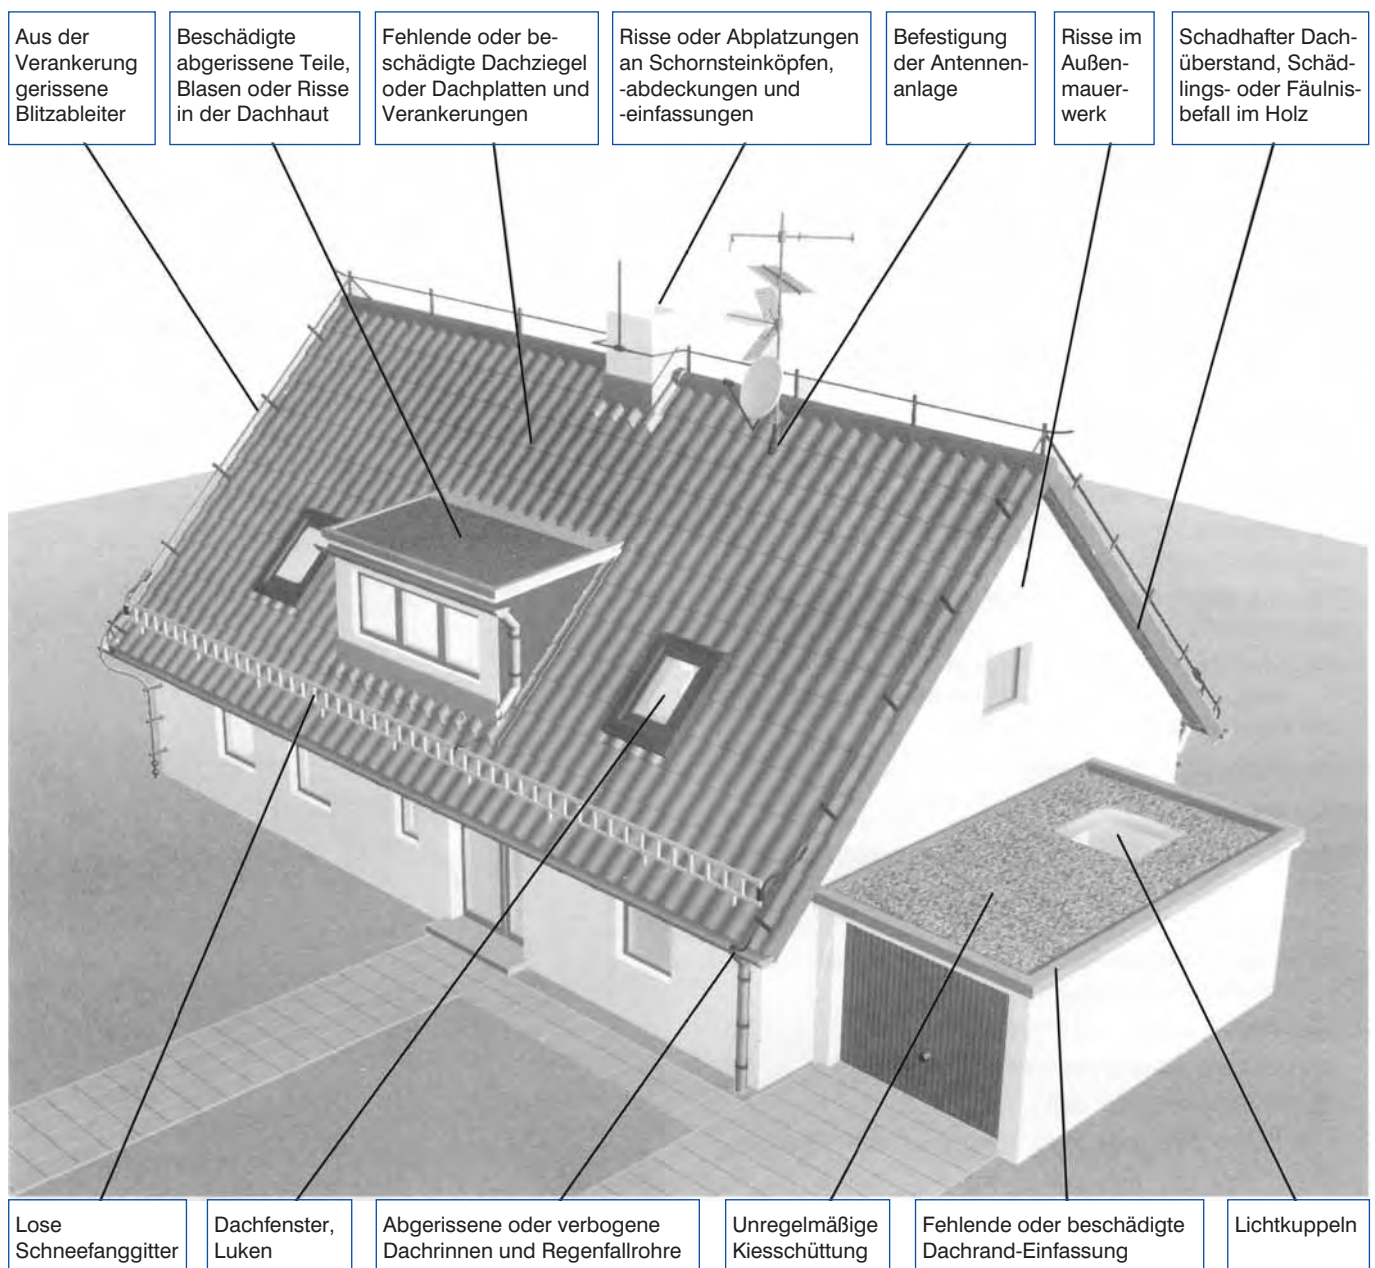 Aus der
Verankerung
gerissene
Blitzableiter
Beschädigte
abgerissene Teile,
Blasen oder Risse
in der Dachhaut
Fehlende oder be-
schädigte Dachziegel
oder Dachplatten und
Verankerungen
Risse oder Abplatzungen
an Schornsteinköpfen,
-abdeckungen und
-einfassungen
Befestigung
der Antennen-
anlage
Risse im
Außen-
mauer-
werk
Schadhafter Dach-
überstand, Schäd-
lings- oder Fäulnis-
befall im Holz
Lose
Schneefanggitter
Dachfenster,
Luken
Abgerissene oder verbogene
Dachrinnen und Regenfallrohre
Unregelmäßige
Kiesschüttung
Fehlende oder beschädigte
Dachrand-Einfassung
Lichtkuppeln